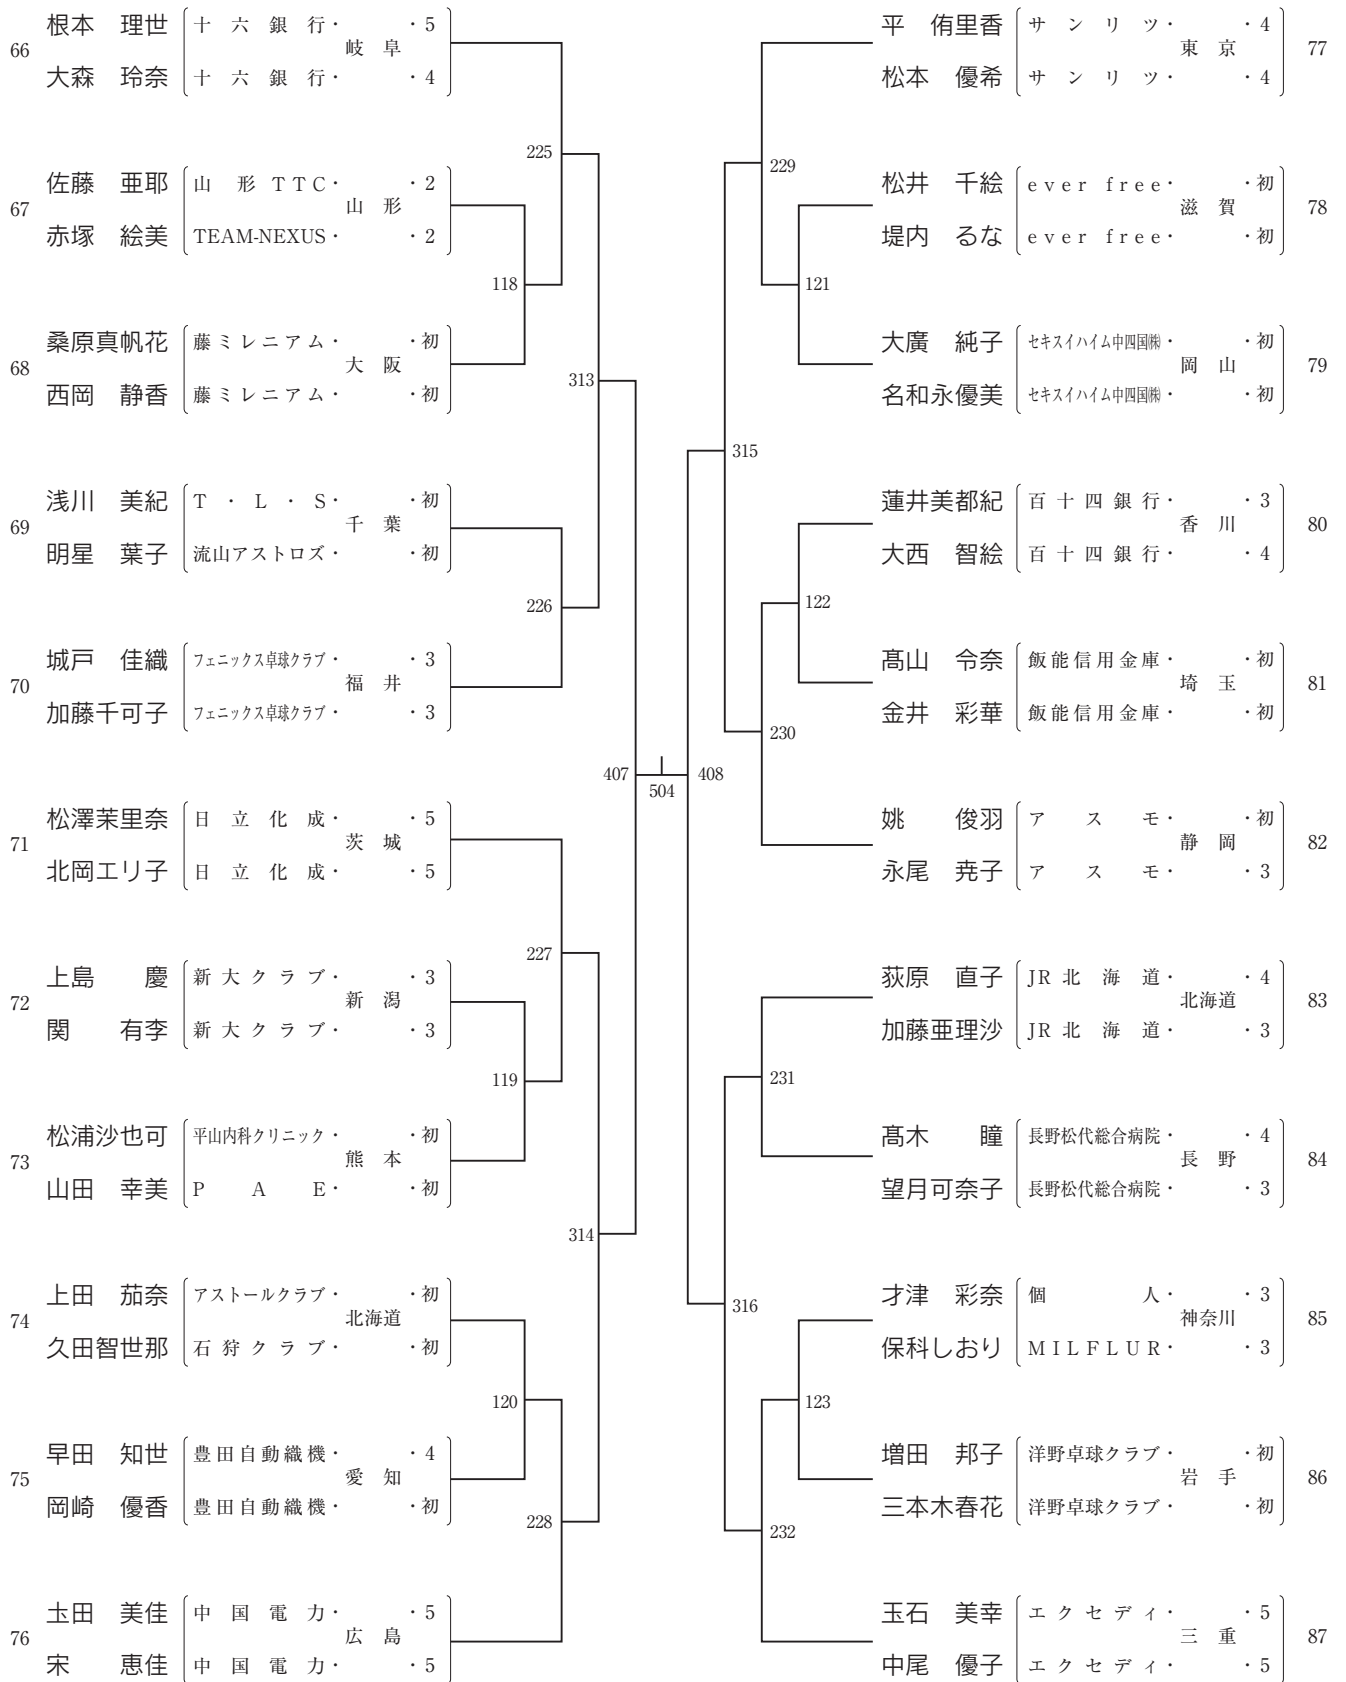 66
根本　理世 十六銀行・岐阜・5
大森　玲奈 十六銀行・・4
67
佐藤　亜耶 山形TTC・山形・2
赤塚　絵美 TEAM-NEXUS・・2
68
桑原真帆花 藤ミレニアム・大阪・初
西岡　静香 藤ミレニアム・・初
69
浅川　美紀 T・L・S・千葉・初
明星　葉子 流山アストロズ・・初
70
城戸　佳織 フェニックス卓球クラブ・福井・3
加藤千可子 フェニックス卓球クラブ・・3
71
松澤茉里奈 日立化成・茨城・5
北岡エリ子 日立化成・・5
72
上島　慶 新大クラブ・新潟・3
関　有李 新大クラブ・・3
73
松浦沙也可 平山内科クリニック・熊本・初
山田　幸美 PAE・・初
74
上田　茄奈 アストールクラブ・北海道・初
久田智世那 石狩クラブ・・初
75
早田　知世 豊田自動織機・愛知・4
岡崎　優香 豊田自動織機・・初
76
圡田　美佳 中国電力・広島・5
宋　恵佳 中国電力・・5
225
118
313
226
407
504
408
227
119
314
120
228
229
121
315
122
230
231
316
123
232
平　侑里香 サンリツ・東京・4
松本　優希 サンリツ・・4
77
松井　千絵 ever free・滋賀・初
堤内　るな ever free・・初
78
大廣　純子 セキスイハイム中四国㈱・岡山・初
名和永優美 セキスイハイム中四国㈱・・初
79
蓮井美都紀 百十四銀行・香川・3
大西　智絵 百十四銀行・・4
80
髙山　令奈 飯能信用金庫・埼玉・初
金井　彩華 飯能信用金庫・・初
81
姚　俊羽 アスモ・静岡・初
永尾　尭子 アスモ・・3
82
荻原　直子 JR北海道・北海道・4
加藤亜理沙 JR北海道・・3
83
髙木　瞳 長野松代総合病院・長野・4
望月可奈子 長野松代総合病院・・3
84
才津　彩奈 個人・神奈川・3
保科しおり MILFLUR・・3
85
増田　邦子 洋野卓球クラブ・岩手・初
三本木春花 洋野卓球クラブ・・初
86
玉石　美幸 エクセディ・三重・5
中尾　優子 エクセディ・・5
87